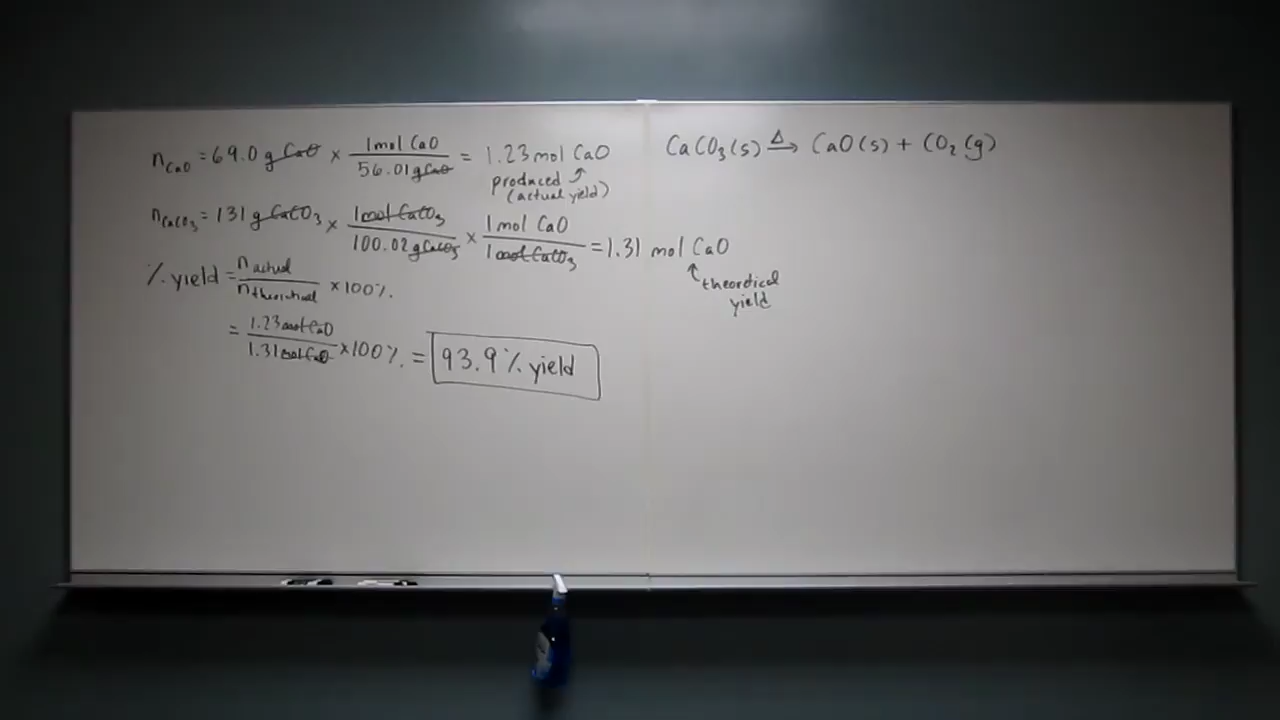 n_CaO = 69.0 g CaO × 1 mol CaO / 56.01 g CaO = 1.23 mol CaO
produced ↑
(actual yield)
n_CaCO₃ = 131 g CaCO₃ × 1 mol CaCO₃ / 100.02 g CaCO₃ × 1 mol CaO / 1 mol CaCO₃ = 1.31 mol CaO
↑ theoretical
yield
% yield = n actual / n theoretical × 100%.
= 1.23 mol CaO / 1.31 mol CaO × 100%. = 93.9% yield
CaCO₃(s) Δ→ CaO(s) + CO₂(g)